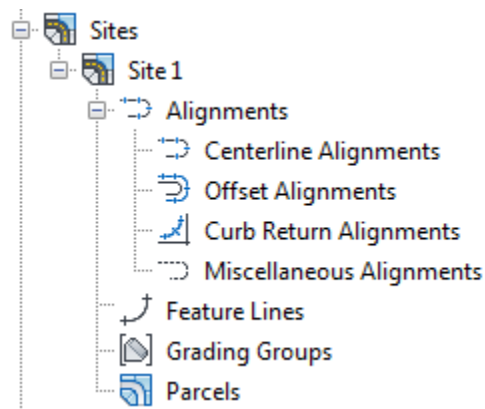 Sites
Site 1
Alignments
Centerline Alignments
Offset Alignments
Curb Return Alignments
Miscellaneous Alignments
Feature Lines
Grading Groups
Parcels